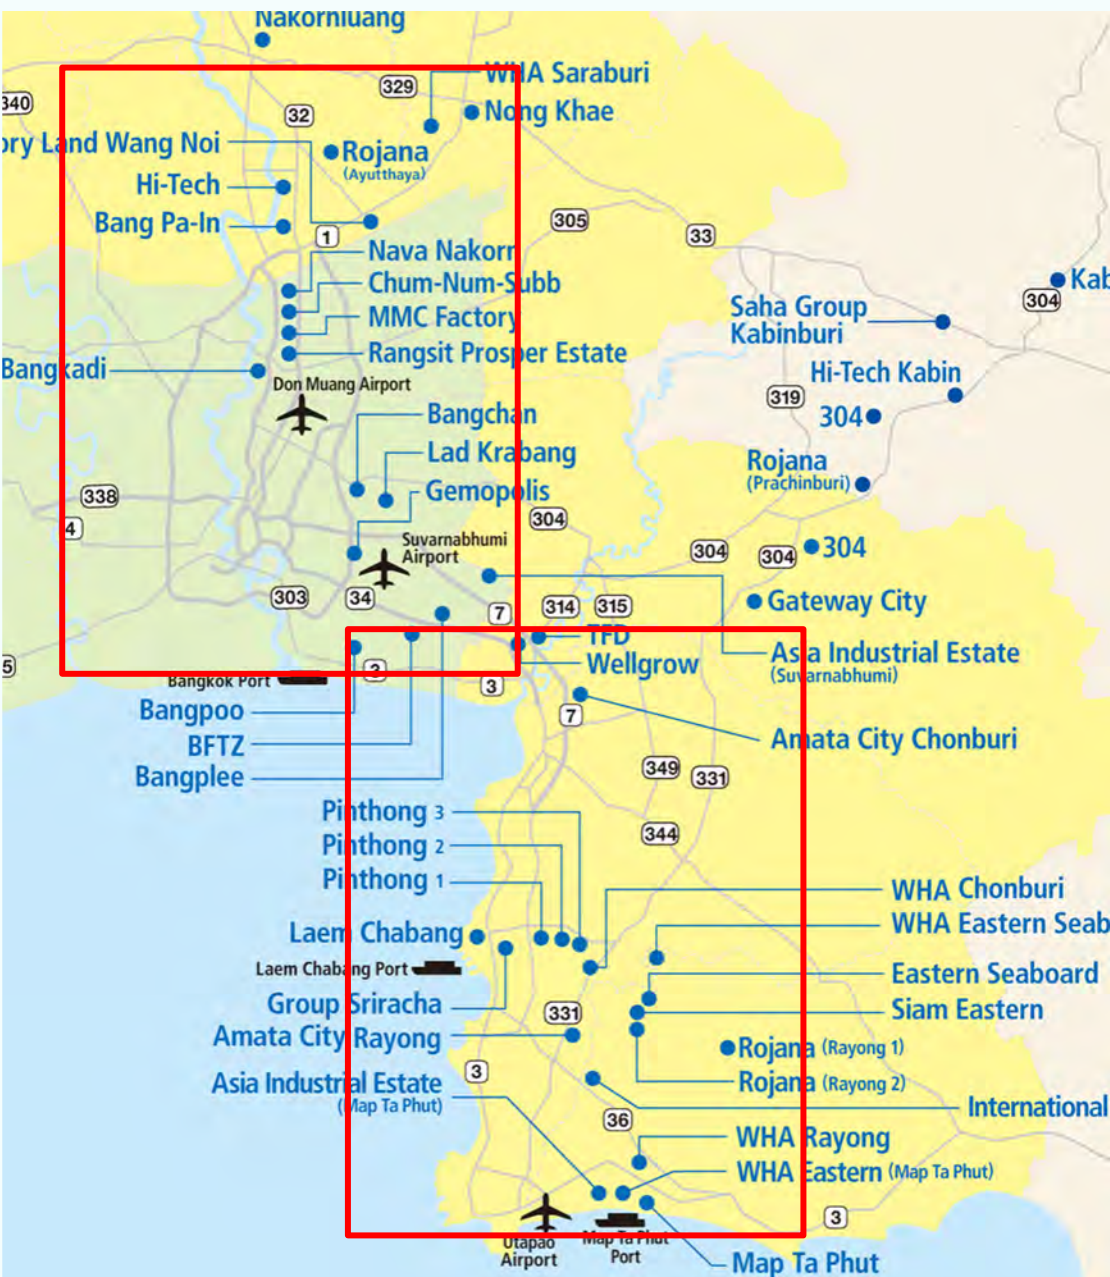 Nakornluang
WHA Saraburi
329
340
Nong Khae
32
ory Land Wang Noi
Rojana
(Ayutthaya)
Hi-Tech
Bang Pa-In
1
305
33
Nava Nakorn
Chum-Num-Subb
MMC Factory
Rangsit Prosper Estate
Bangkadi
Don Muang Airport
Kab
304
Saha Group
Kabinburi
Hi-Tech Kabin
319
304
Bangchan
Lad Krabang
Gemopolis
Rojana
(Prachinburi)
338
4
304
Suvarnabhumi
Airport
304
304
304
303
34
7
314
315
Gateway City
TFD
Wellgrow
Asia Industrial Estate
(Suvarnabhumi)
5
3
3
Bangkok Port
Bangpoo
BFTZ
Bangplee
7
Amata City Chonburi
349
331
344
Pinthong 3
Pinthong 2
Pinthong 1
WHA Chonburi
WHA Eastern Seab
Laem Chabang
Laem Chabang Port
Eastern Seaboard
Group Sriracha
331
Siam Eastern
Amata City Rayong
Rojana (Rayong 1)
3
Asia Industrial Estate
(Map Ta Phut)
Rojana (Rayong 2)
International
36
WHA Rayong
WHA Eastern (Map Ta Phut)
3
Utapao
Airport
Map Ta Phut
Port
Map Ta Phut